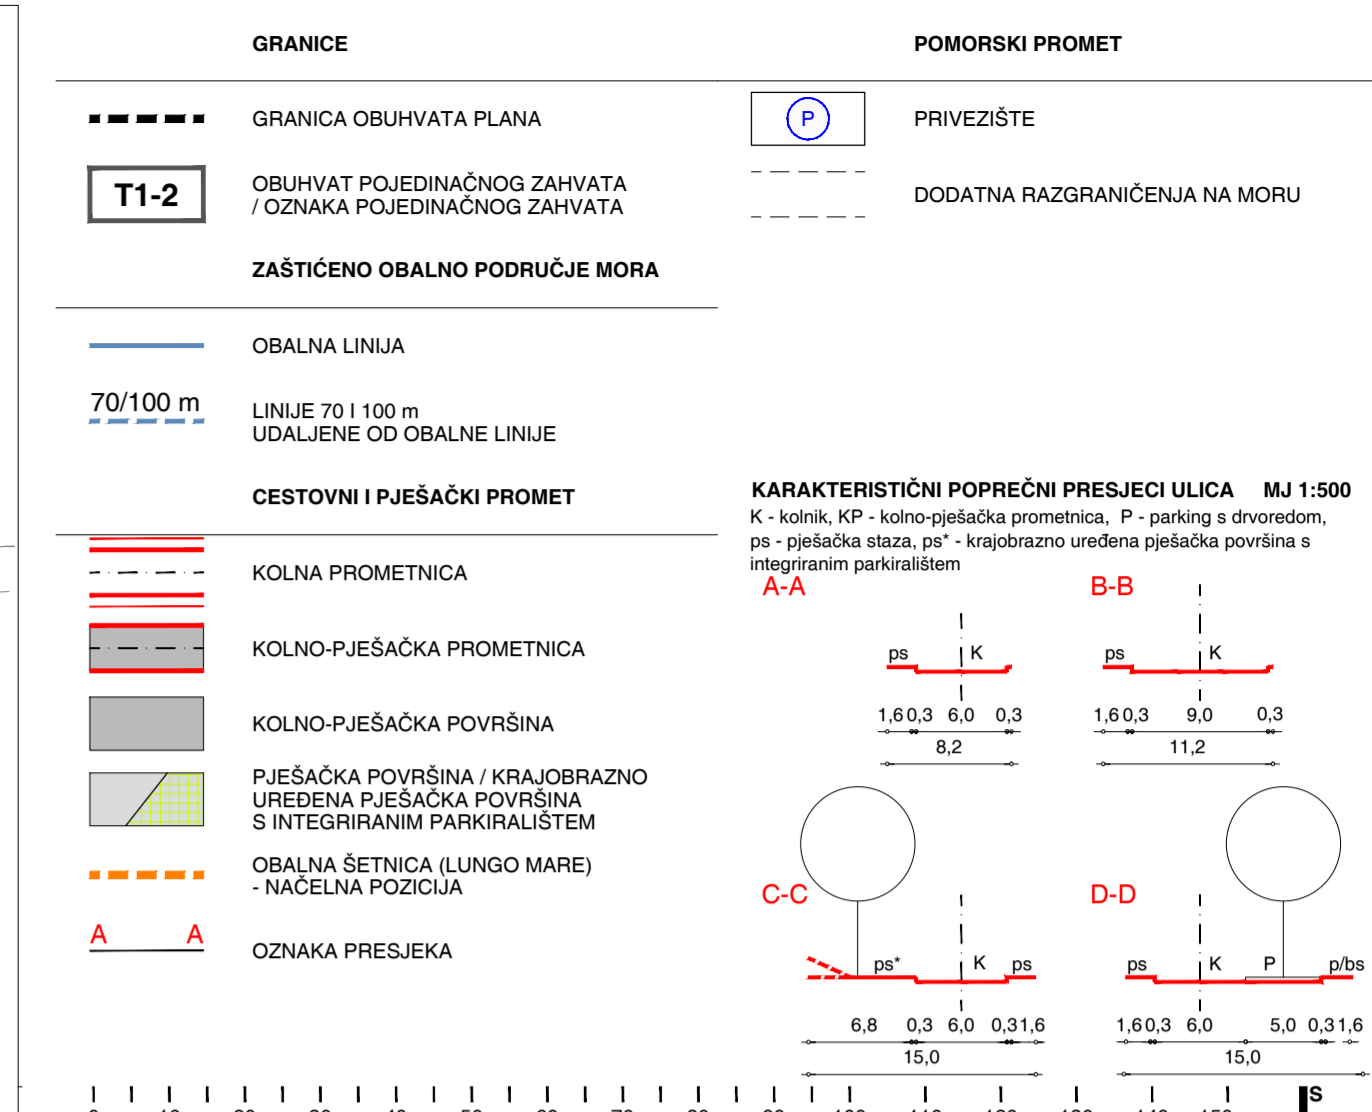 GRANICE
GRANICA OBUHVATA PLANA
T1-2
OBUHVAT POJEDINAČNOG ZAHVATA
/ OZNAKA POJEDINAČNOG ZAHVATA
ZAŠTIĆENO OBALNO PODRUČJE MORA
OBALNA LINIJA
70/100 m
LINIJE 70 I 100 m
UDALJENE OD OBALNE LINIJE
CESTOVNI I PJEŠAČKI PROMET
KOLNA PROMETNICA
KOLNO-PJEŠAČKA PROMETNICA
KOLNO-PJEŠAČKA POVRŠINA
PJEŠAČKA POVRŠINA / KRAJOBRAZNO
UREĐENA PJEŠAČKA POVRŠINA
S INTEGRIRANIM PARKIRALIŠTEM
OBALNA ŠETNICA (LUNGO MARE)
- NAČELNA POZICIJA
A A
OZNAKA PRESJEKA
POMORSKI PROMET
P
PRIVEZIŠTE
DODATNA RAZGRANIČENJA NA MORU
KARAKTERISTIČNI POPREČNI PRESJECI ULICA MJ 1:500
K - kolnik, KP - kolno-pješačka prometnica, P - parking s drvoredom,
ps - pješačka staza, ps* - krajobrazno uređena pješačka površina s
integriranim parkiralištem
A-A
ps K
1,6 0,3 6,0 0,3
8,2
B-B
ps K
1,6 0,3 9,0 0,3
11,2
C-C
ps* K ps
6,8 0,3 6,0 0,3 1,6
15,0
D-D
ps K P p/bs
1,6 0,3 6,0 5,0 0,3 1,6
15,0
S